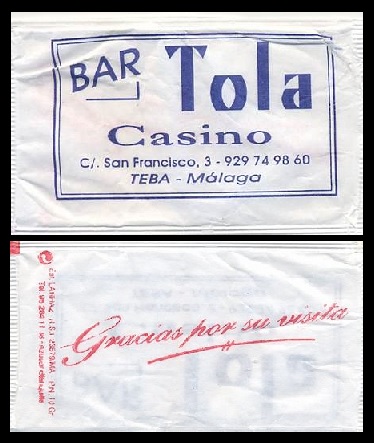 BAR Tola
Casino
C/. San Francisco, 3 - 929 74 98 60
TEBA - Málaga
Gracias por su visita